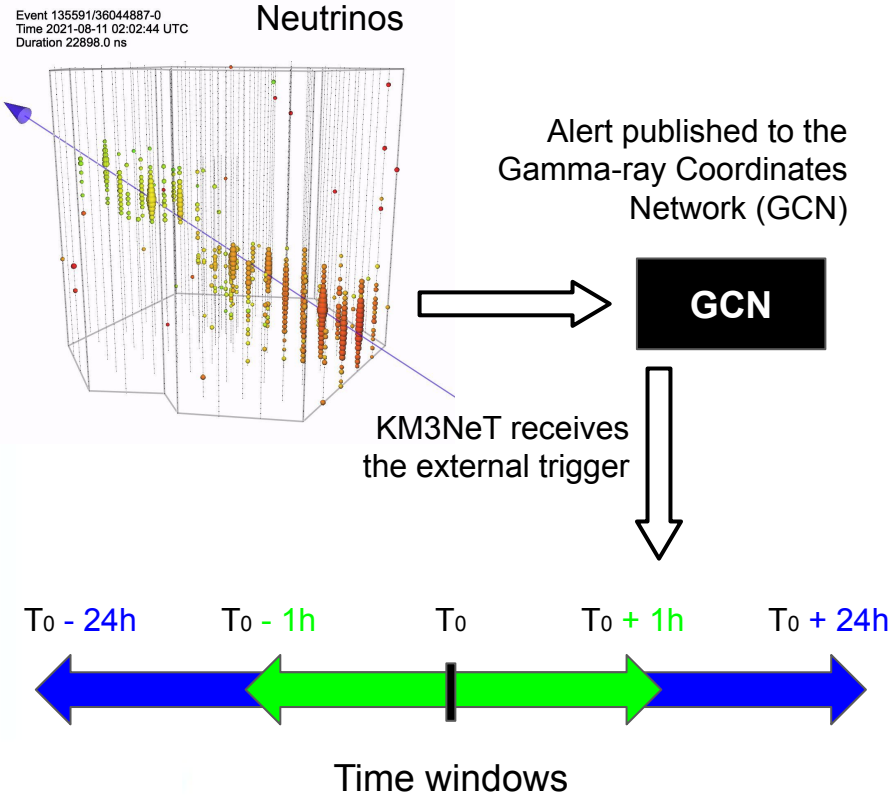 Event 135591/36044887-0
Time 2021-08-11 02:02:44 UTC
Duration 22898.0 ns
Neutrinos
Alert published to the
Gamma-ray Coordinates
Network (GCN)
GCN
KM3NeT receives
the external trigger
T0 - 24h T0 - 1h T0 T0 + 1h T0 + 24h
Time windows